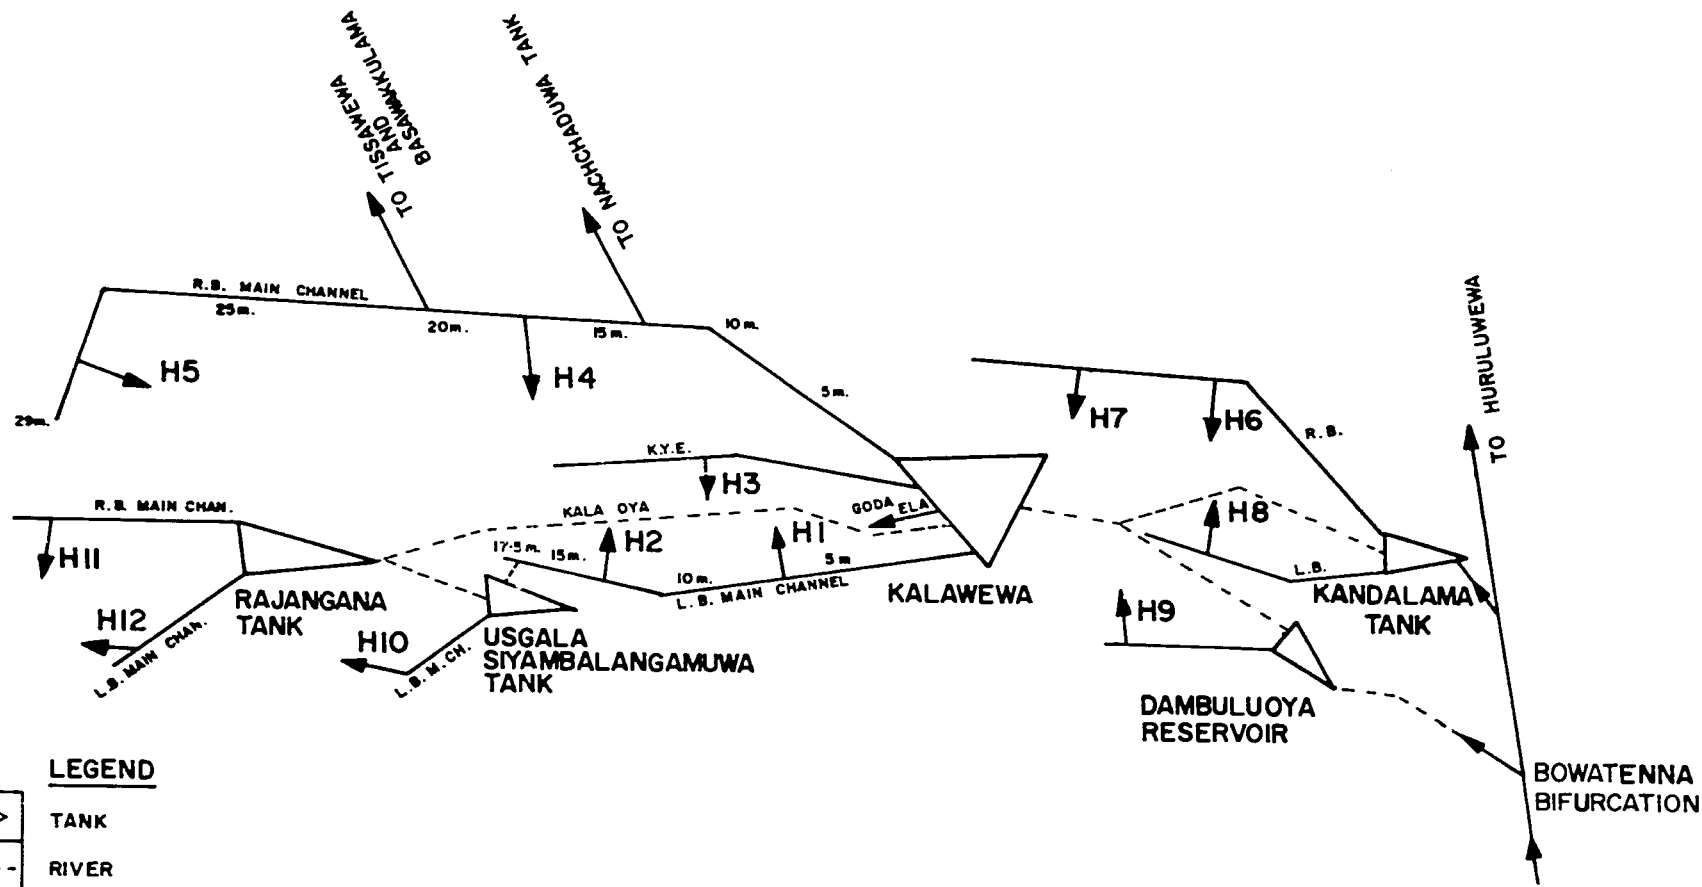 TO TISSAWEWA
AND
BASAWAKKULAMA
TO NACHCHADUWA TANK
TO HURULUWEWA
R.B. MAIN CHANNEL
25m.
20m.
15m.
10m.
5m.
29m.
H5
H4
H7
H6
R.B.
K.Y.E.
H3
GODA ELA
KALA OYA
R.B. MAIN CHAN.
H11
H2
H1
H8
17.5m.
15m.
10m.
5m
L.B. MAIN CHANNEL
KALAWEWA
L.B.
KANDALAMA
TANK
RAJANGANA
TANK
H12
L.B. MAIN CHAN.
H10
L.B. M. CH.
USGALA
SIYAMBALANGAMUWA
TANK
H9
DAMBULUOYA
RESERVOIR
BOWATENNA
BIFURCATION
LEGEND
TANK
RIVER